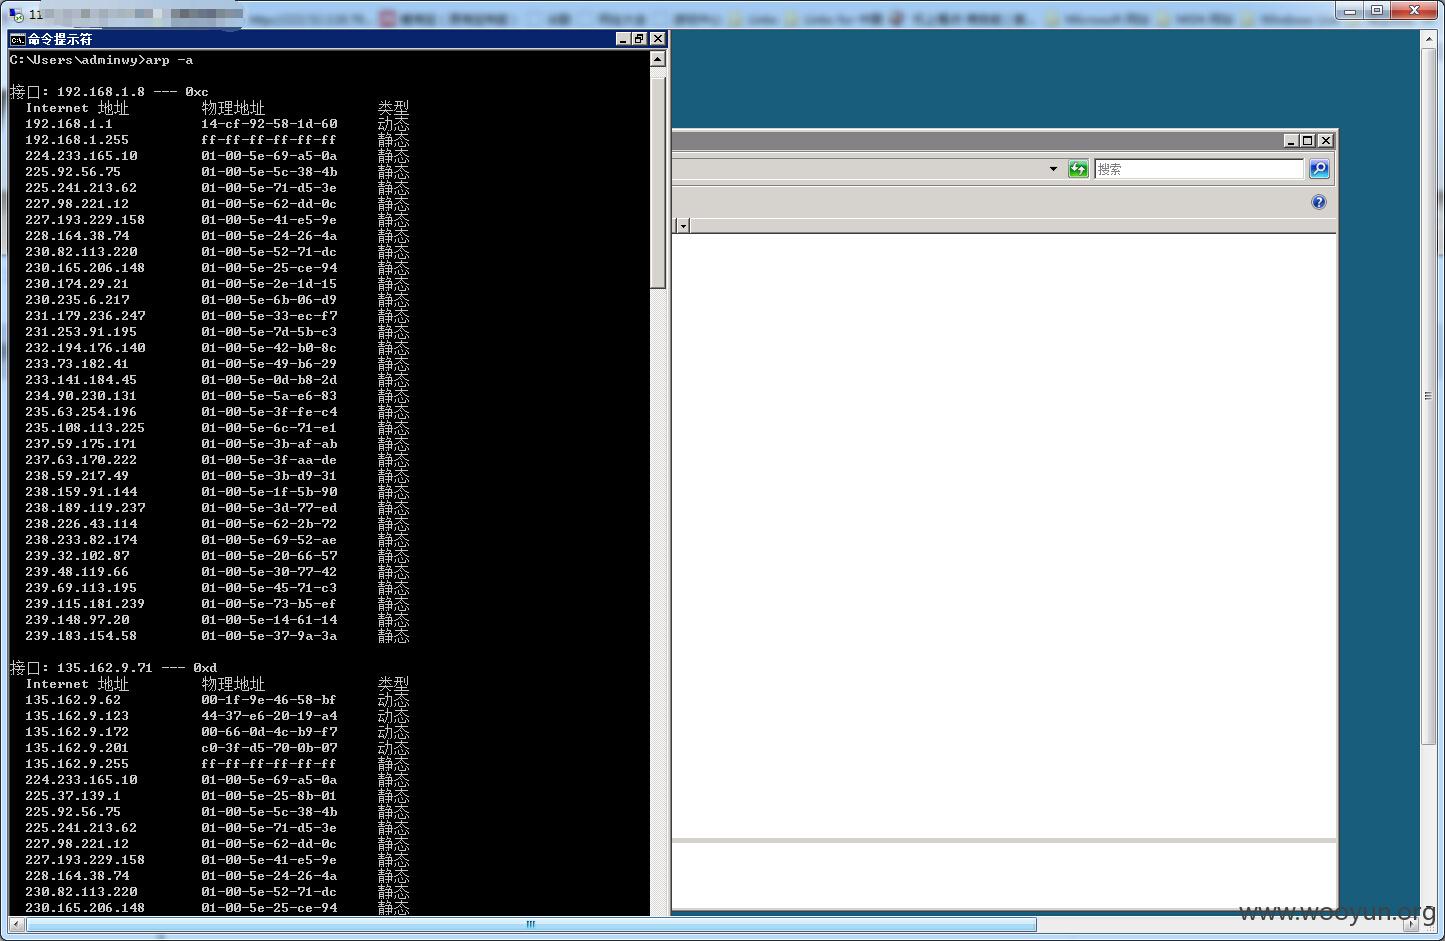 11
命令提示符
C:\Users\adminwy>arp -a
接口: 192.168.1.8 --- 0xc
Internet 地址 物理地址 类型
192.168.1.1 14-cf-92-58-1d-60 动态
192.168.1.255 ff-ff-ff-ff-ff-ff 静态
224.233.165.10 01-00-5e-69-a5-0a 静态
225.92.56.75 01-00-5e-5c-38-4b 静态
225.241.213.62 01-00-5e-71-d5-3e 静态
227.98.221.12 01-00-5e-62-dd-0c 静态
227.193.229.158 01-00-5e-41-e5-9e 静态
228.164.38.74 01-00-5e-24-26-4a 静态
230.82.113.220 01-00-5e-52-71-dc 静态
230.165.206.148 01-00-5e-25-ce-94 静态
230.174.29.21 01-00-5e-2e-1d-15 静态
230.235.6.217 01-00-5e-6b-06-d9 静态
231.179.236.247 01-00-5e-33-ec-f7 静态
231.253.91.195 01-00-5e-7d-5b-c3 静态
232.194.176.140 01-00-5e-42-b0-8c 静态
233.73.182.41 01-00-5e-49-b6-29 静态
233.141.184.45 01-00-5e-0d-b8-2d 静态
234.90.230.131 01-00-5e-5a-e6-83 静态
235.63.254.196 01-00-5e-3f-fe-c4 静态
235.108.113.225 01-00-5e-6c-71-e1 静态
237.59.175.171 01-00-5e-3b-af-ab 静态
237.63.170.222 01-00-5e-3f-aa-de 静态
238.59.217.49 01-00-5e-3b-d9-31 静态
238.159.91.144 01-00-5e-1f-5b-90 静态
238.189.119.237 01-00-5e-3d-77-ed 静态
238.226.43.114 01-00-5e-62-2b-72 静态
238.233.82.174 01-00-5e-69-52-ae 静态
239.32.102.87 01-00-5e-20-66-57 静态
239.48.119.66 01-00-5e-30-77-42 静态
239.69.113.195 01-00-5e-45-71-c3 静态
239.115.181.239 01-00-5e-73-b5-ef 静态
239.148.97.20 01-00-5e-14-61-14 静态
239.183.154.58 01-00-5e-37-9a-3a 静态
接口: 135.162.9.71 --- 0xd
Internet 地址 物理地址 类型
135.162.9.62 00-1f-9e-46-58-bf 动态
135.162.9.123 44-37-e6-20-19-a4 动态
135.162.9.172 00-66-0d-4c-b9-f7 动态
135.162.9.201 c0-3f-d5-70-0b-07 动态
135.162.9.255 ff-ff-ff-ff-ff-ff 静态
224.233.165.10 01-00-5e-69-a5-0a 静态
225.37.139.1 01-00-5e-25-8b-01 静态
225.92.56.75 01-00-5e-5c-38-4b 静态
225.241.213.62 01-00-5e-71-d5-3e 静态
227.98.221.12 01-00-5e-62-dd-0c 静态
227.193.229.158 01-00-5e-41-e5-9e 静态
228.164.38.74 01-00-5e-24-26-4a 静态
230.82.113.220 01-00-5e-52-71-dc 静态
230.165.206.148 01-00-5e-25-ce-94 静态
搜索
www.wooyun.org